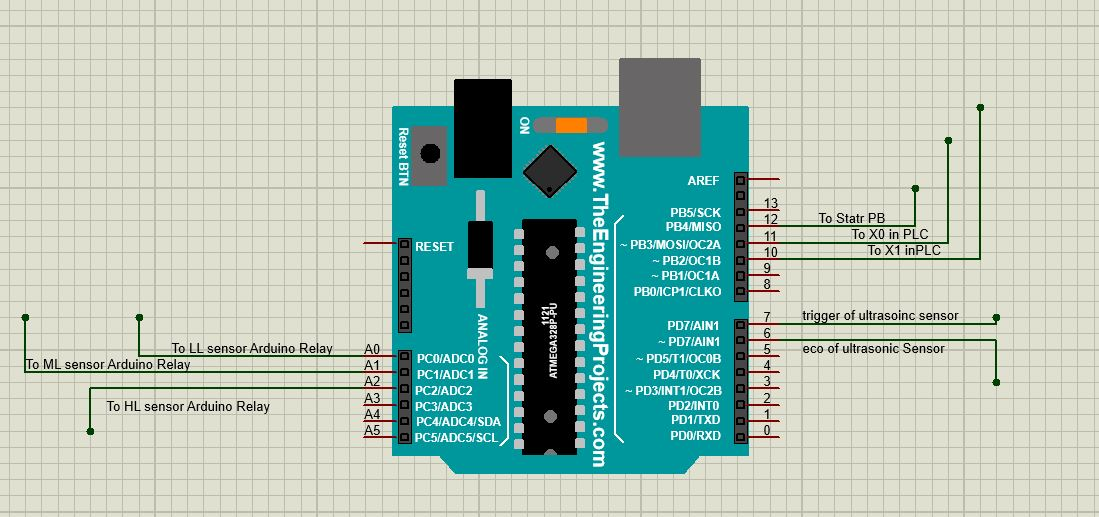 Reset BTN
ON
www.TheEngineeringProjects.com
AREF
PB5/SCK
13
PB4/MISO
12
To Statr PB
~ PB3/MOSI/OC2A
11
To X0 in PLC
~ PB2/OC1B
10
To X1 inPLC
~ PB1/OC1A
9
PB0/ICP1/CLKO
8
RESET
1121
ATMEGA328P-PU
ANALOG IN
PD7/AIN1
7
trigger of ultrasoinc sensor
~ PD7/AIN1
6
eco of ultrasonic Sensor
~ PD5/T1/OC0B
5
PD4/T0/XCK
4
~ PD3/INT1/OC2B
3
PD2/INT0
2
PD1/TXD
1
PD0/RXD
0
To LL sensor Arduino Relay
A0
PC0/ADC0
To ML sensor Arduino Relay
A1
PC1/ADC1
A2
PC2/ADC2
To HL sensor Arduino Relay
A3
PC3/ADC3
A4
PC4/ADC4/SDA
A5
PC5/ADC5/SCL